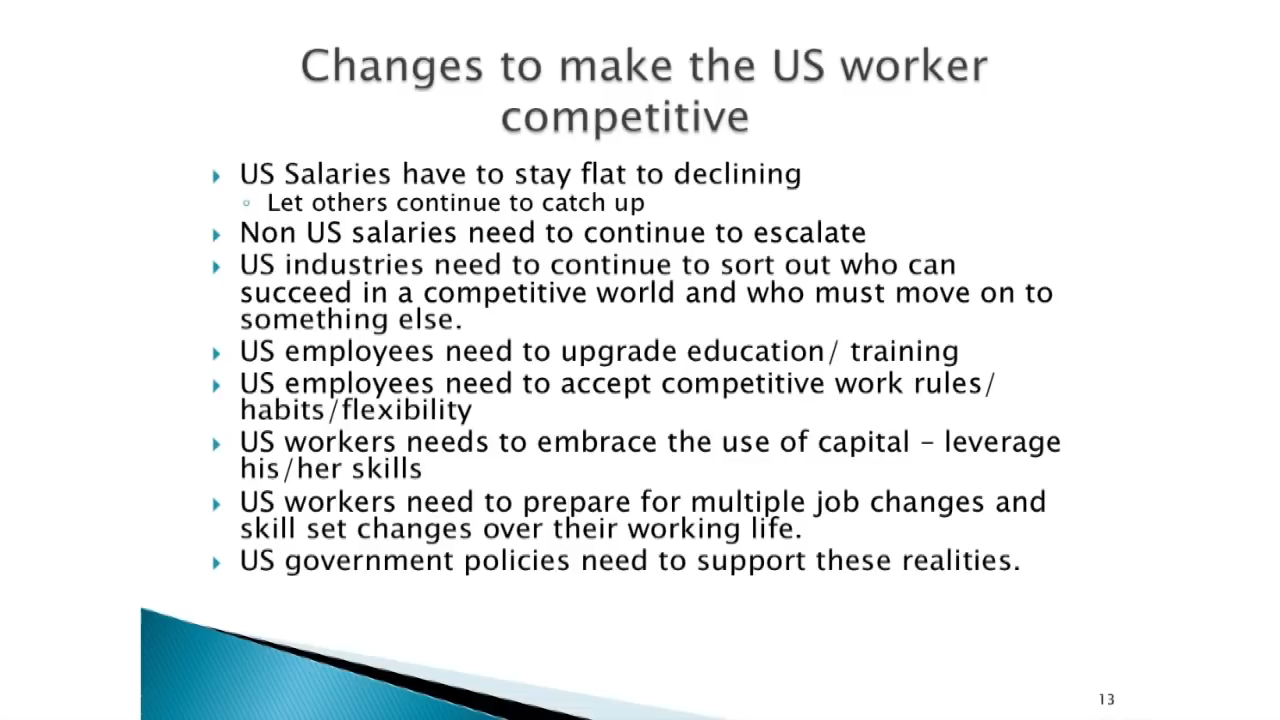 Changes to make the US worker
competitive
US Salaries have to stay flat to declining
Let others continue to catch up
Non US salaries need to continue to escalate
US industries need to continue to sort out who can
succeed in a competitive world and who must move on to
something else.
US employees need to upgrade education/ training
US employees need to accept competitive work rules/
habits/flexibility
US workers needs to embrace the use of capital – leverage
his/her skills
US workers need to prepare for multiple job changes and
skill set changes over their working life.
US government policies need to support these realities.
13